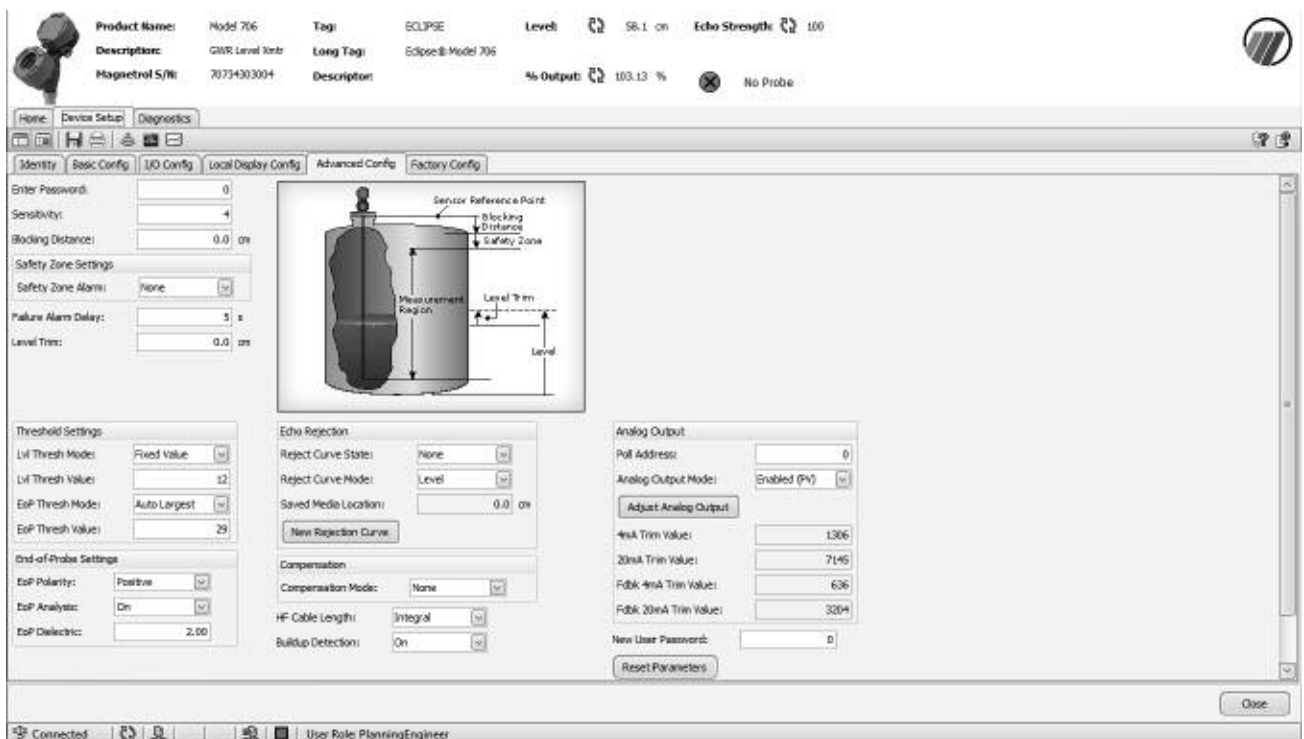 Product Name: Model 706 Tag: ECLIPSE Level: 58.1 cm Echo Strength: 100
Description: GWR Level Xmtr Long Tag: Eclipse® Model 706
Magnetrol S/N: 70734303004 Descriptor: % Output: 103.13 % No Probe
Home Device Setup Diagnostics
Identity Basic Config I/O Config Local Display Config Advanced Config Factory Config
Enter Password: 0
Sensitivity: 4
Blocking Distance: 0.0 cm
Safety Zone Settings
Safety Zone Alarm: None
Failure Alarm Delay: 5 s
Level Trim: 0.0 cm
Sensor Reference Point
Blocking
Distance
Safety Zone
Measurement
Region
Level Trim
Level
Threshold Settings
Lvl Thresh Mode: Fixed Value
Lvl Thresh Value: 12
EoP Thresh Mode: Auto Largest
EoP Thresh Value: 29
End-of-Probe Settings
EoP Polarity: Positive
EoP Analysis: On
EoP Dielectric: 2.00
Echo Rejection
Reject Curve State: None
Reject Curve Mode: Level
Saved Media Location: 0.0 cm
New Rejection Curve
Compensation
Compensation Mode: None
HF Cable Length: Integral
Buildup Detection: On
Analog Output
Poll Address: 0
Analog Output Mode: Enabled (PV)
Adjust Analog Output
4mA Trim Value: 1306
20mA Trim Value: 7145
Fdbk 4mA Trim Value: 636
Fdbk 20mA Trim Value: 3204
New User Password: 0
Reset Parameters
Close
Connected User Role: PlanningEngineer